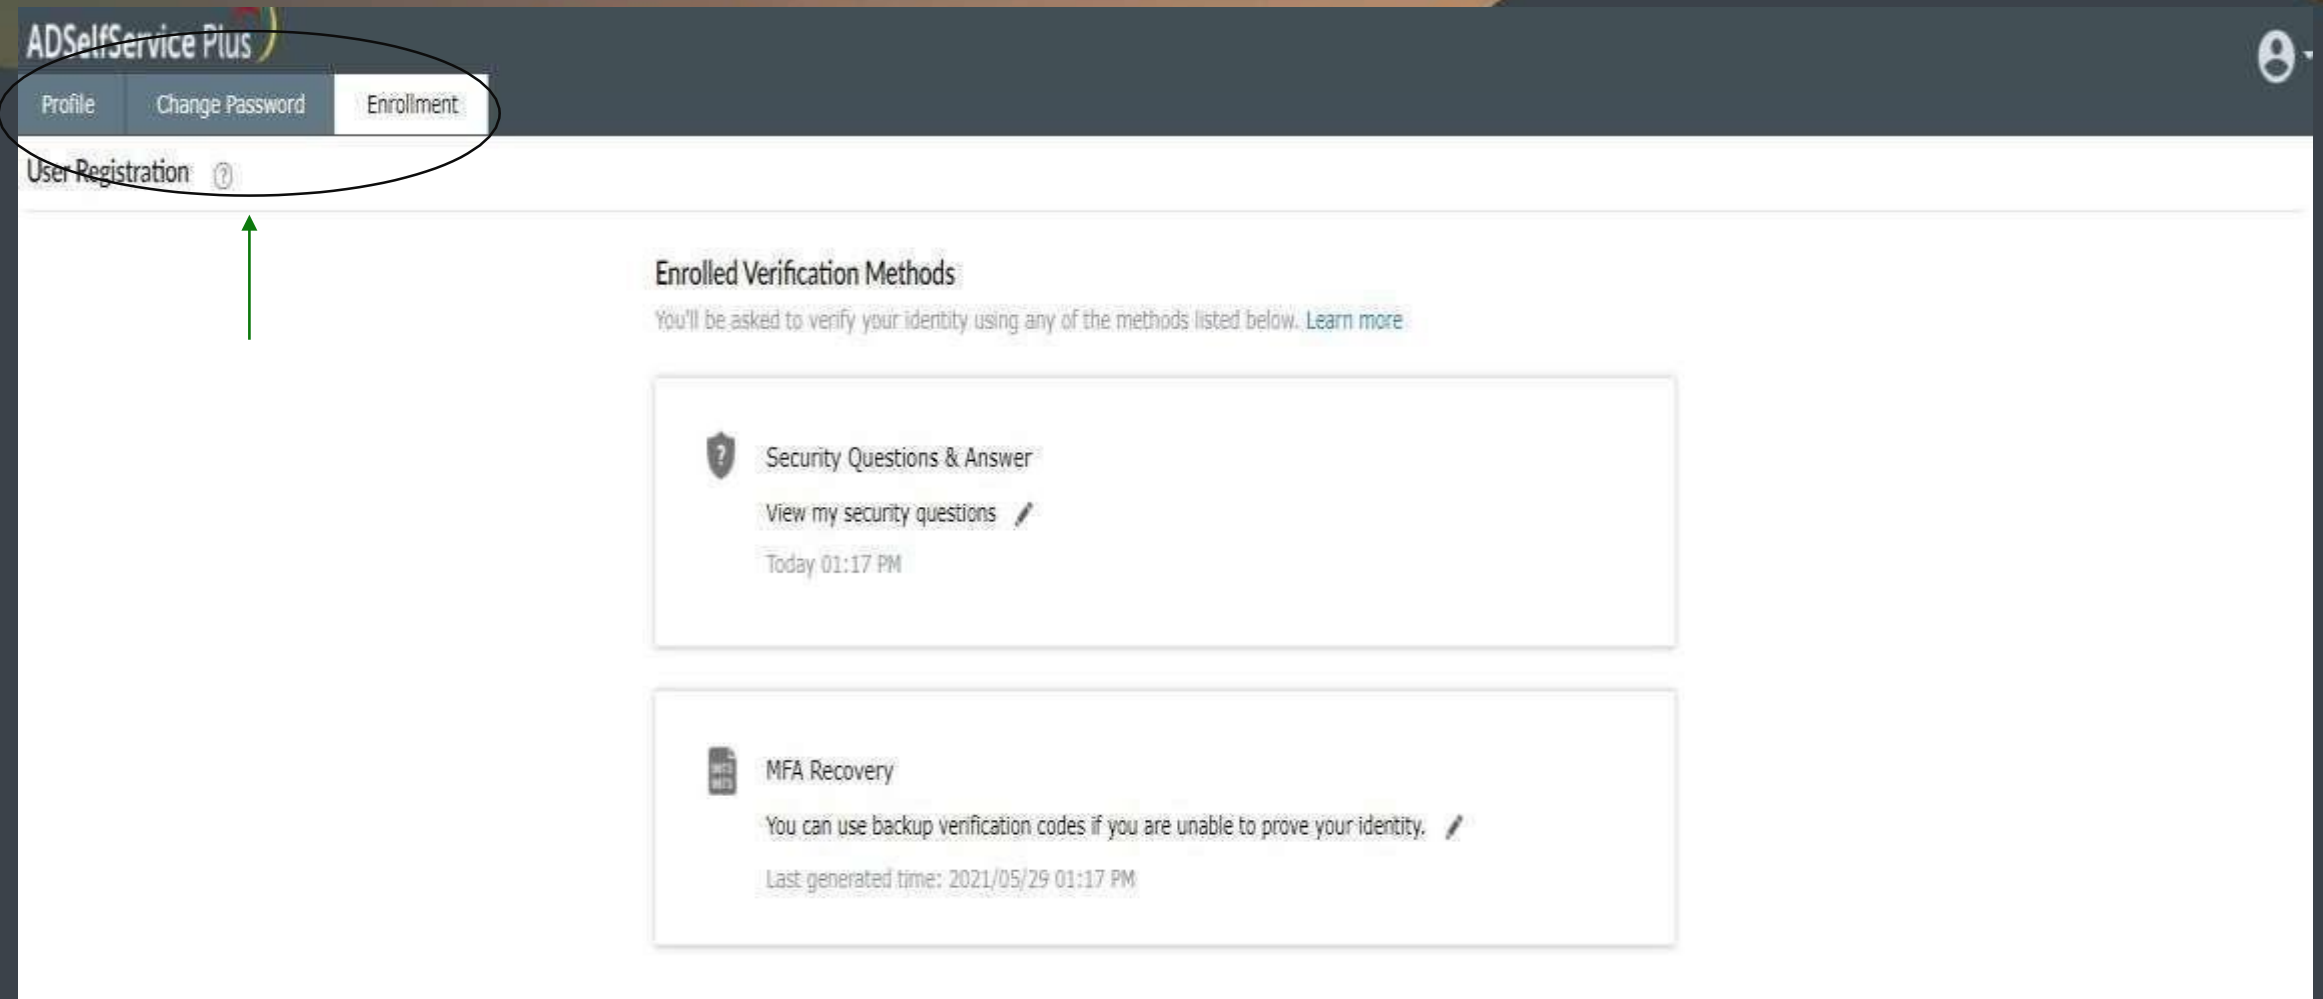 ADSelfService Plus
Profile
Change Password
Enrollment
User Registration ?
Enrolled Verification Methods
You'll be asked to verify your identity using any of the methods listed below. Learn more
?
Security Questions & Answer
View my security questions
Today 01:17 PM
MFA Recovery
You can use backup verification codes if you are unable to prove your identity.
Last generated time: 2021/05/29 01:17 PM